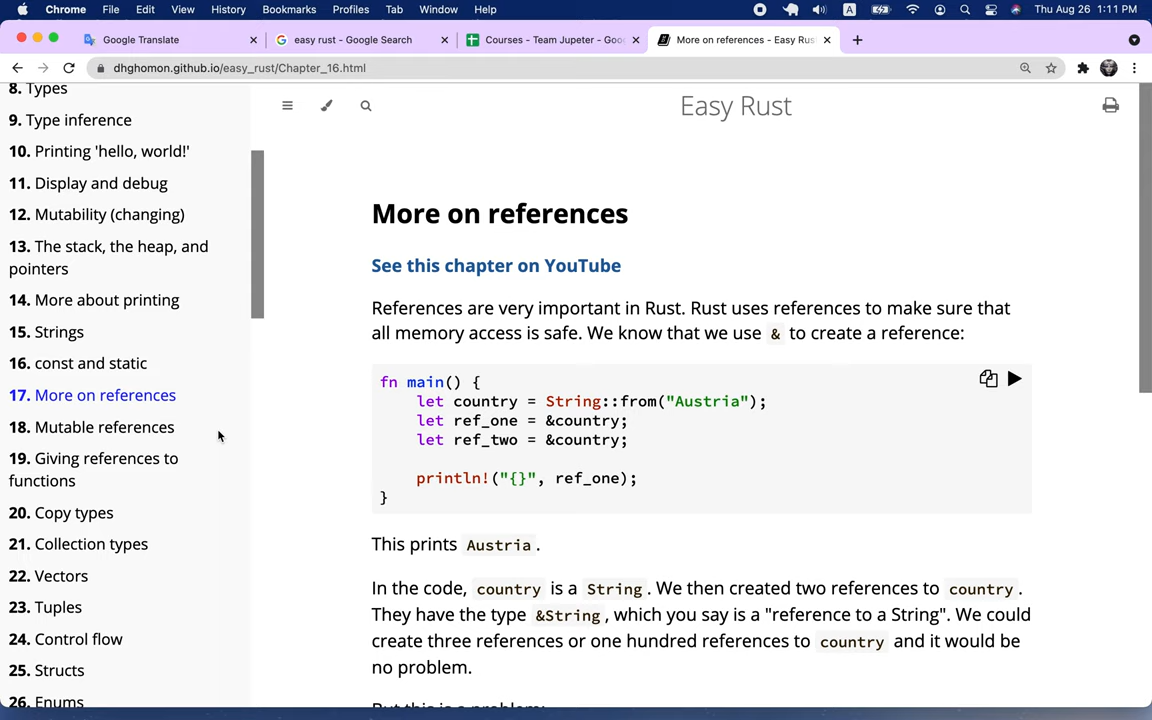 Chrome File Edit View History Bookmarks Profiles Tab Window Help A Thu Aug 26 1:11 PM
Google Translate easy rust - Google Search Courses - Team Jupeter - Goo More on references - Easy Rus
dhghomon.github.io/easy_rust/Chapter_16.html
8. Types
9. Type inference
10. Printing 'hello, world!'
11. Display and debug
12. Mutability (changing)
13. The stack, the heap, and
pointers
14. More about printing
15. Strings
16. const and static
17. More on references
18. Mutable references
19. Giving references to
functions
20. Copy types
21. Collection types
22. Vectors
23. Tuples
24. Control flow
25. Structs
26. Enums
Easy Rust
More on references
See this chapter on YouTube
References are very important in Rust. Rust uses references to make sure that
all memory access is safe. We know that we use & to create a reference:
fn main() {
    let country = String::from("Austria");
    let ref_one = &country;
    let ref_two = &country;
    println!("{}", ref_one);
}
This prints Austria.
In the code, country is a String. We then created two references to country.
They have the type &String, which you say is a "reference to a String". We could
create three references or one hundred references to country and it would be
no problem.
But this is a problem: